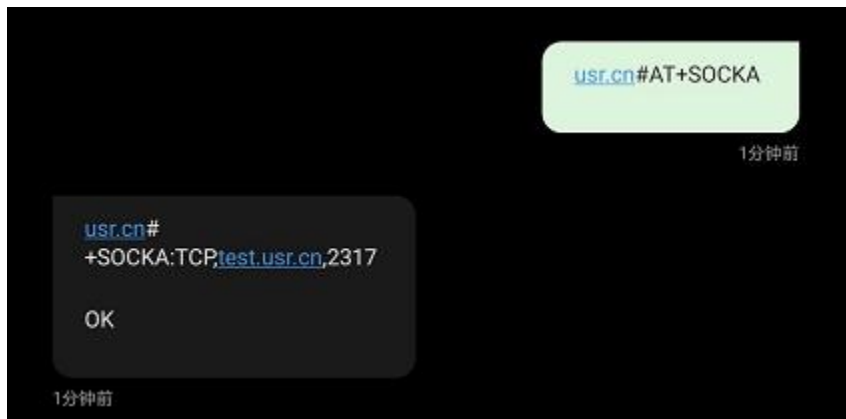 usr.cn#AT+SOCKA
1分钟前
usr.cn#
+SOCKA:TCP,test.usr.cn,2317
OK
1分钟前